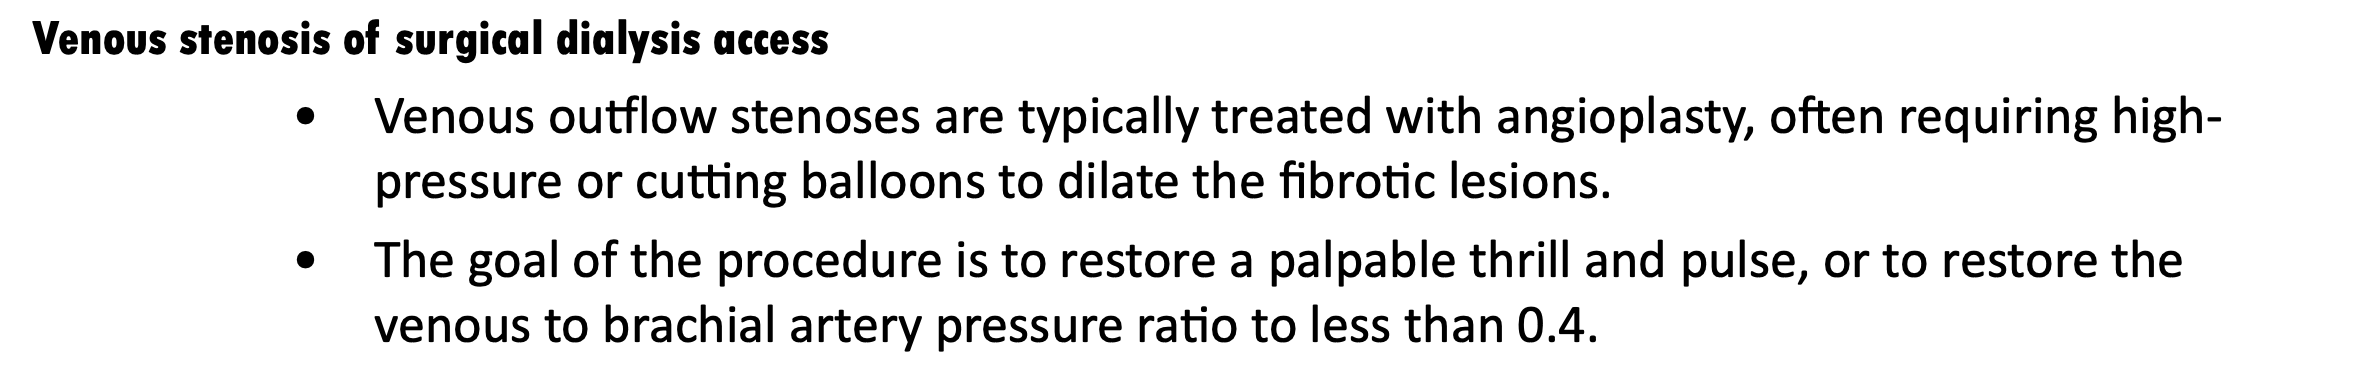 Venous stenosis of surgical dialysis access
• Venous outflow stenoses are typically treated with angioplasty, often requiring high-
pressure or cutting balloons to dilate the fibrotic lesions.
• The goal of the procedure is to restore a palpable thrill and pulse, or to restore the
venous to brachial artery pressure ratio to less than 0.4.